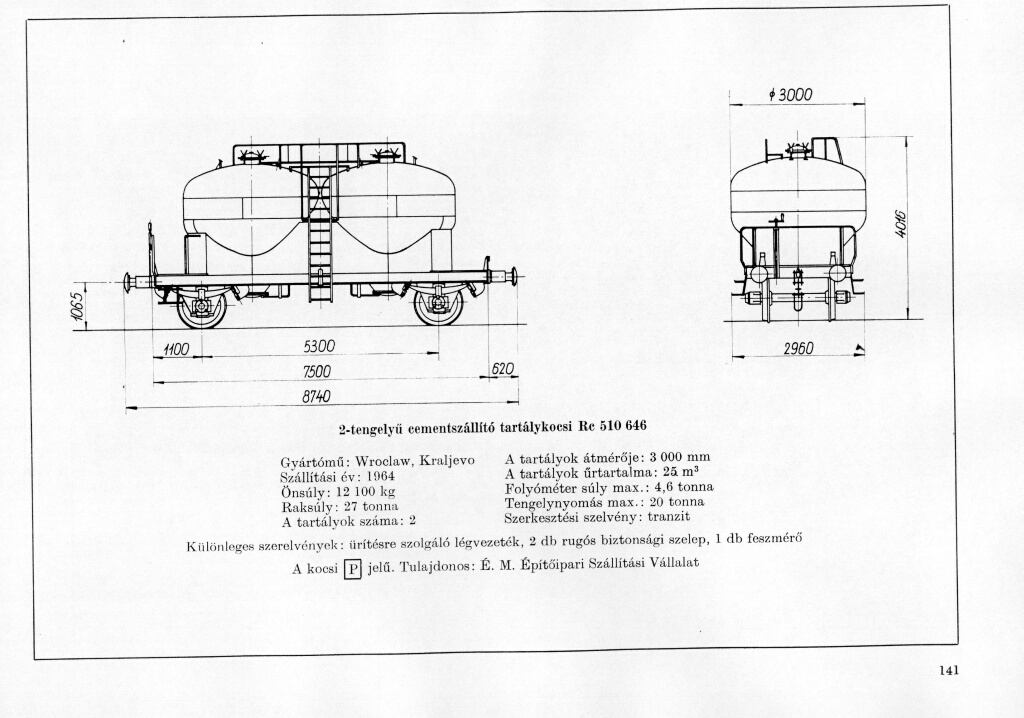 ϕ 3000
4016
1065
1100
5300
7500
620
8740
2960
2-tengelyű cementszállító tartálykocsi Rc 510 646
Gyártómű: Wroclaw, Kraljevo
Szállítási év: 1964
Önsúly: 12 100 kg
Raksúly: 27 tonna
A tartályok száma: 2
A tartályok átmérője: 3 000 mm
A tartályok űrtartalma: 25 m³
Folyóméter súly max.: 4,6 tonna
Tengelynyomás max.: 20 tonna
Szerkesztési szelvény: tranzit
Különleges szerelvények: ürítésre szolgáló légvezeték, 2 db rugós biztonsági szelep, 1 db feszmérő
A kocsi P jelű. Tulajdonos: É. M. Építőipari Szállítási Vállalat
141